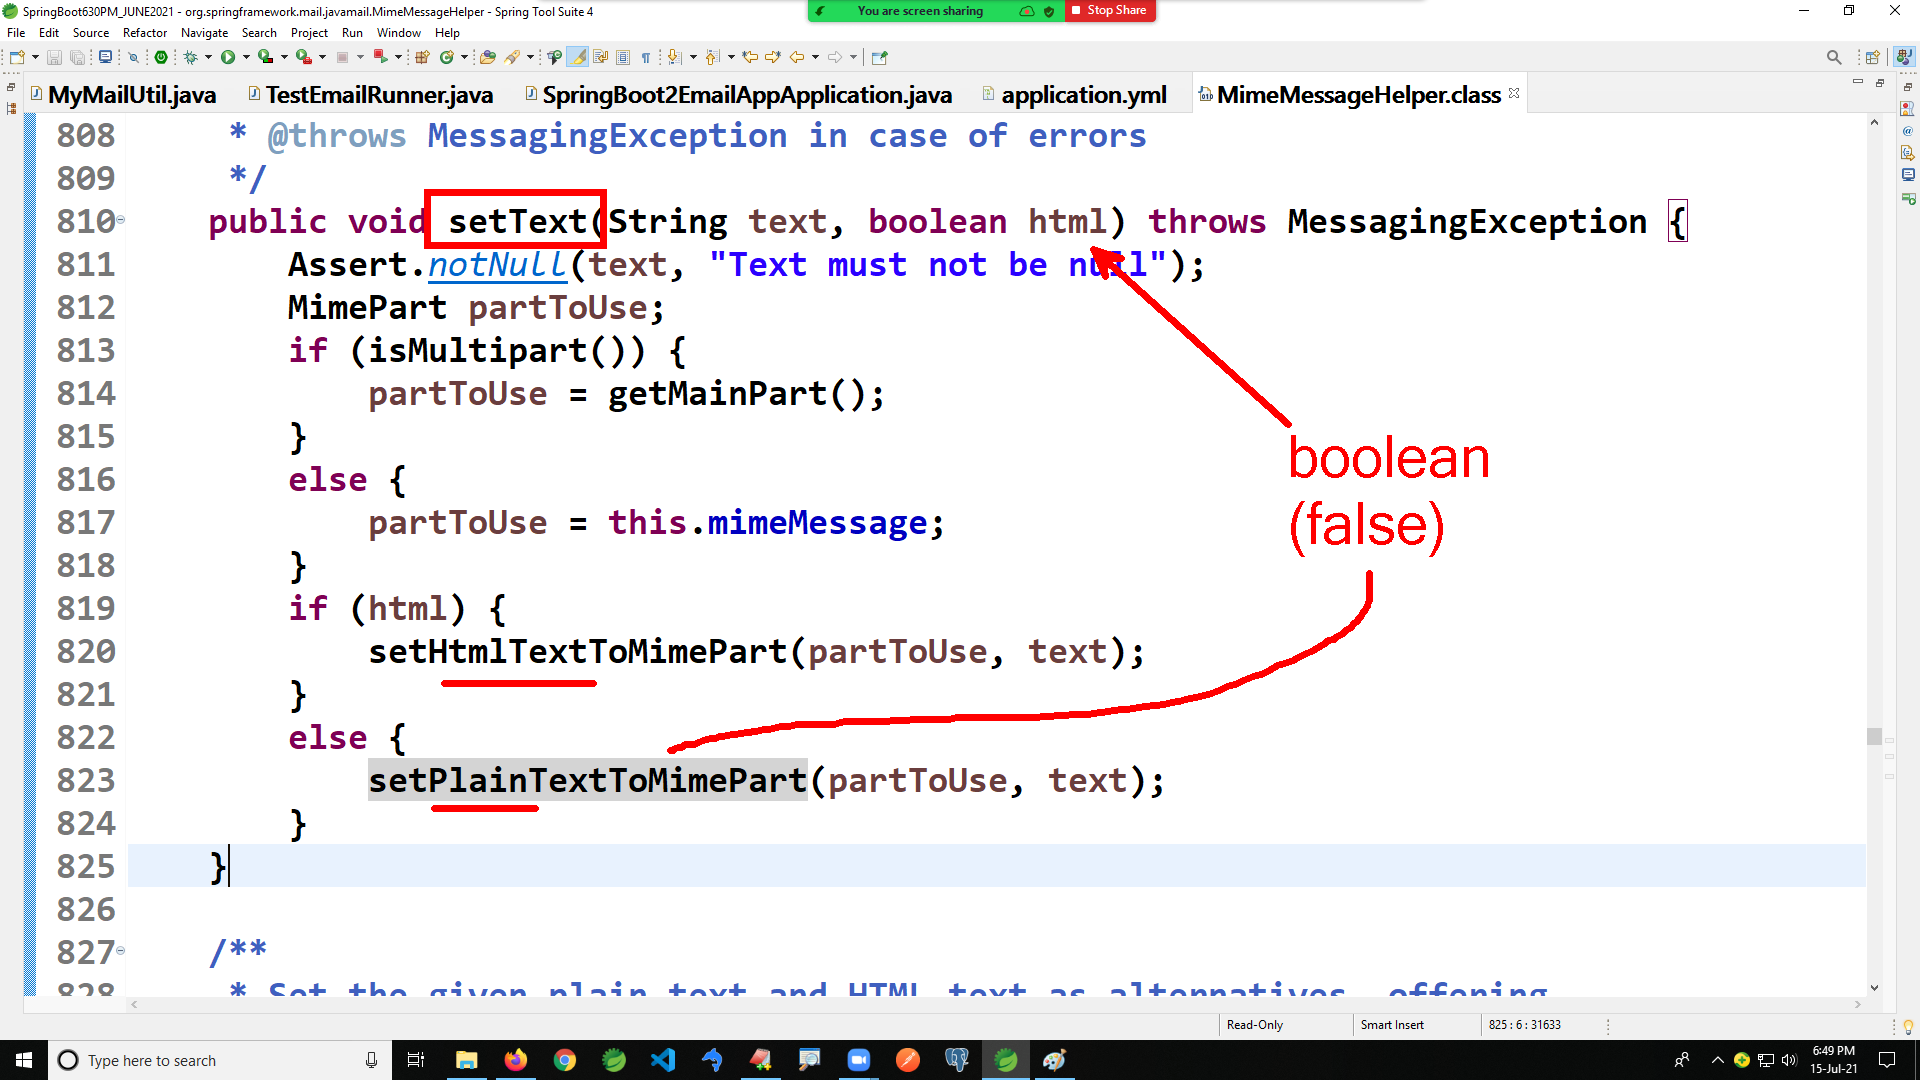 SpringBoot630PM_JUNE2021 - org.springframework.mail.javamail.MimeMessageHelper - Spring Tool Suite 4
You are screen sharing
Stop Share
File Edit Source Refactor Navigate Search Project Run Window Help
MyMailUtil.java TestEmailRunner.java SpringBoot2EmailAppApplication.java application.yml MimeMessageHelper.class
808 * @throws MessagingException in case of errors
809 */
810 public void setText(String text, boolean html) throws MessagingException {
811 Assert.notNull(text, "Text must not be null");
812 MimePart partToUse;
813 if (isMultipart()) {
814 partToUse = getMainPart();
815 }
816 else {
817 partToUse = this.mimeMessage;
818 }
819 if (html) {
820 setHtmlTextToMimePart(partToUse, text);
821 }
822 else {
823 setPlainTextToMimePart(partToUse, text);
824 }
825 }
826
827 /**
828 * Set the given plain text and HTML text as alternatives, offering
boolean
(false)
Read-Only Smart Insert 825 : 6 : 31633
Type here to search
6:49 PM
15-Jul-21